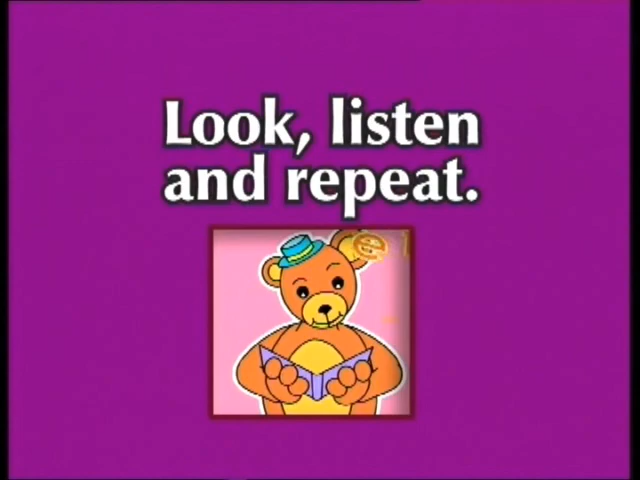 Look, listen
and repeat.
e